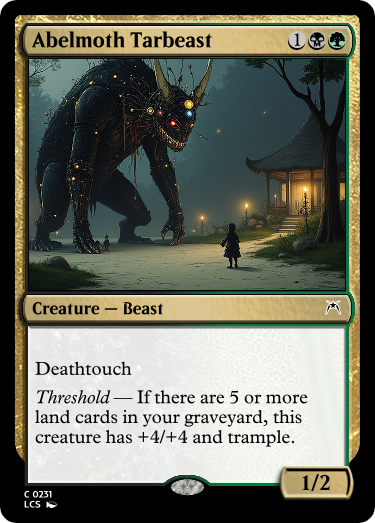 Abelmoth Tarbeast 1
Creature — Beast
Deathtouch
Threshold — If there are 5 or more
land cards in your graveyard, this
creature has +4/+4 and trample.
1/2
C 0231
LCS